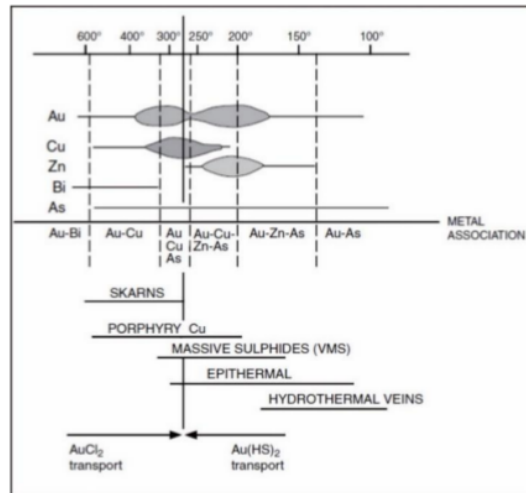 600° 400° 300° 250° 200° 150° 100°
Au
Cu
Zn
Bi
As
METAL
ASSOCIATION
Au-Bi Au-Cu Au Au-Cu- Au-Zn-As Au-As
Cu Zn-As
As
SKARNS
PORPHYRY Cu
MASSIVE SULPHIDES (VMS)
EPITHERMAL
HYDROTHERMAL VEINS
AuCl₂ Au(HS)₂
transport transport